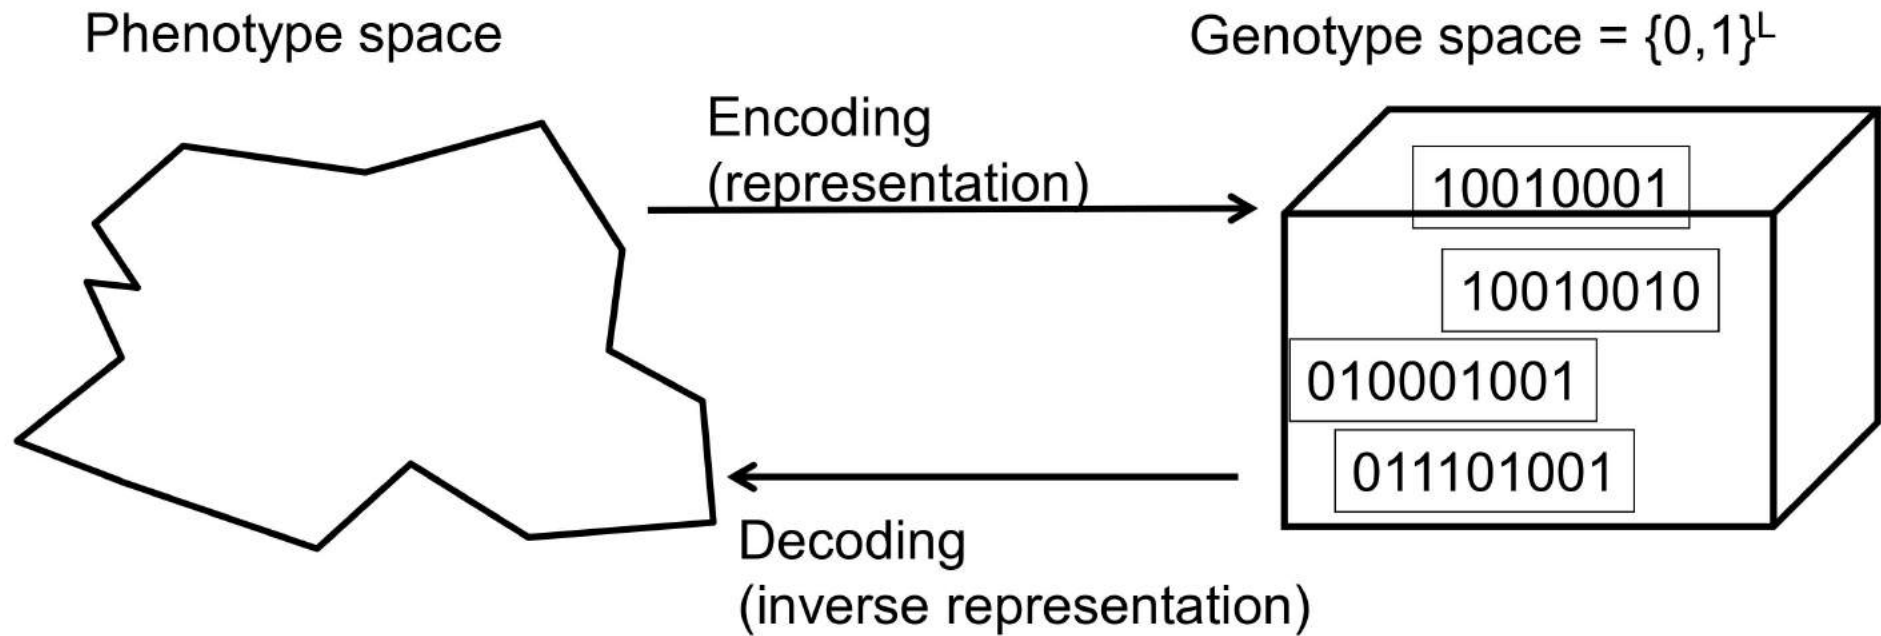 Phenotype space
Genotype space = {0,1}ᴸ
Encoding
(representation)
10010001
10010010
010001001
011101001
Decoding
(inverse representation)